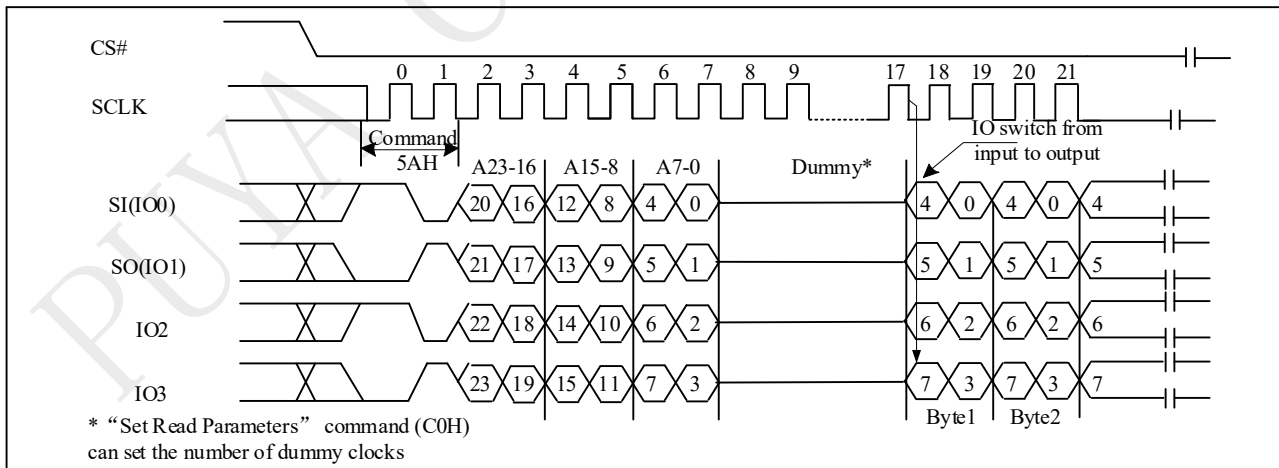 PUYA
CS#
0 1 2 3 4 5 6 7 8 9 17 18 19 20 21
SCLK
Command
5AH
IO switch from
input to output
A23-16 A15-8 A7-0 Dummy*
SI(IO0) 20 16 12 8 4 0 4 0 4 0 4
SO(IO1) 21 17 13 9 5 1 5 1 5 1 5
IO2 22 18 14 10 6 2 6 2 6 2 6
IO3 23 19 15 11 7 3 7 3 7 3 7
Byte1 Byte2
* “Set Read Parameters” command (C0H)
can set the number of dummy clocks